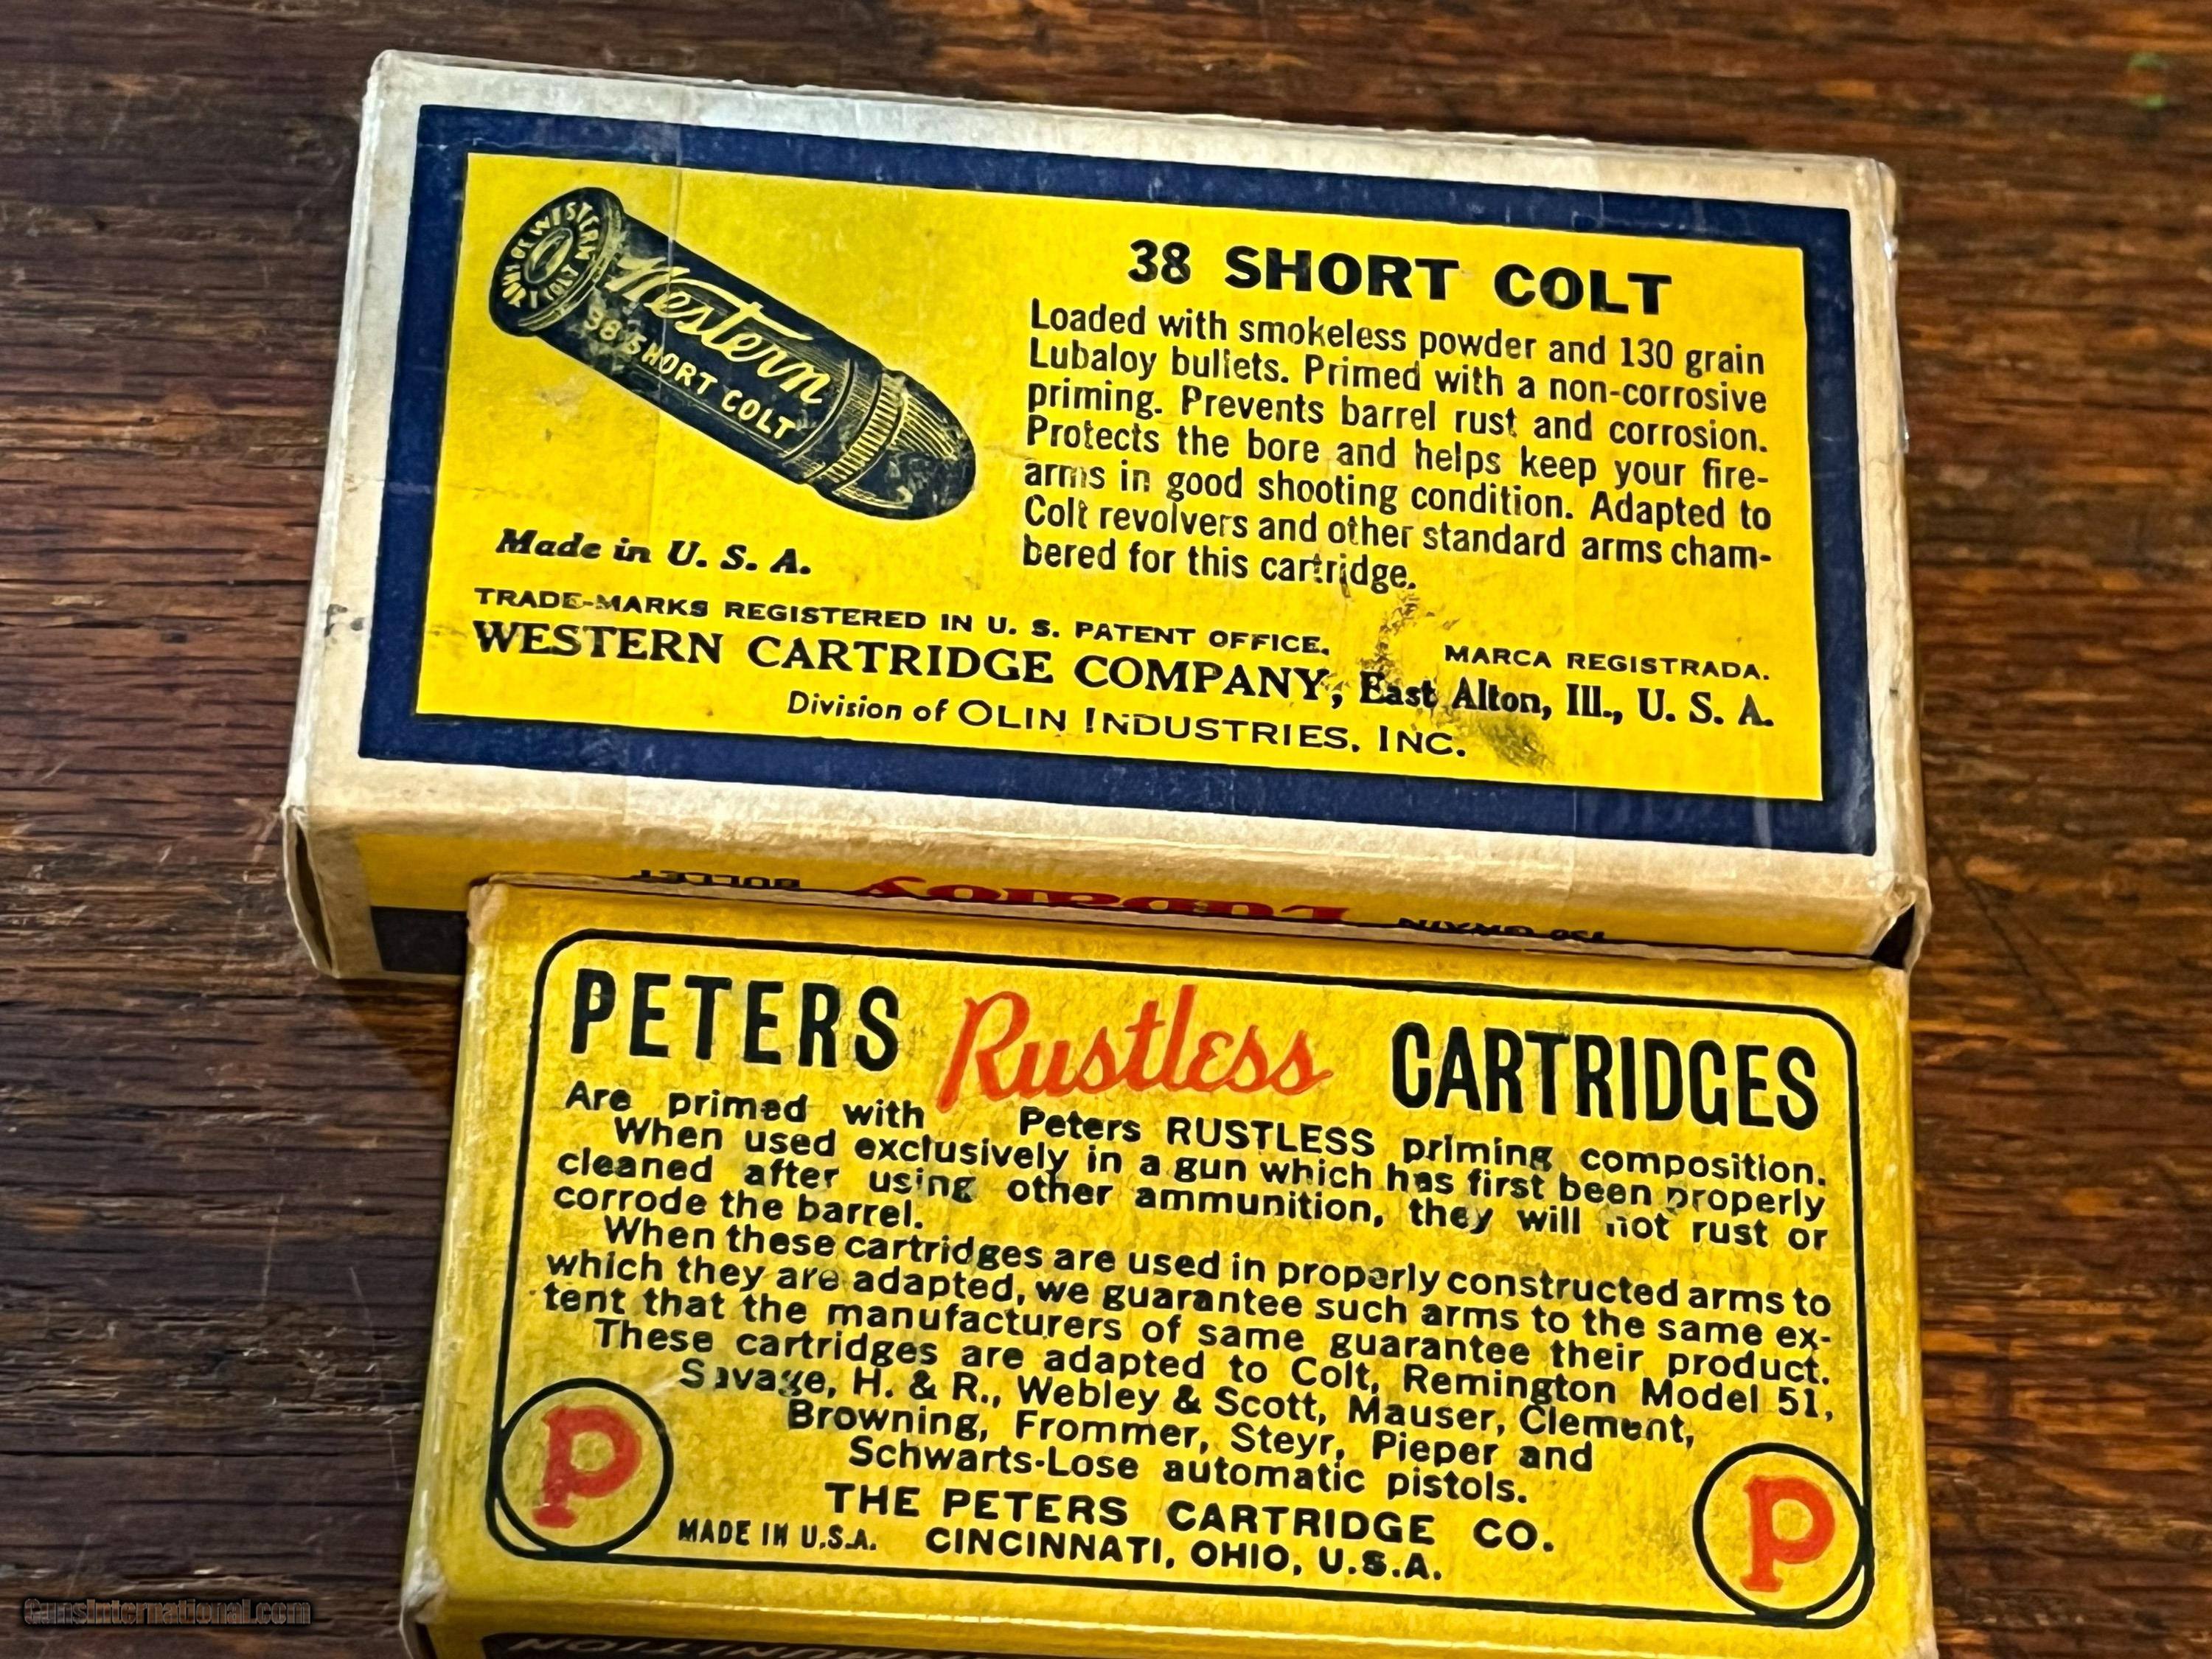 38 SHORT COLT
Loaded with smokeless powder and 130 grain
Lubaloy bullets. Primed with a non-corrosive
priming. Prevents barrel rust and corrosion.
Protects the bore and helps keep your fire-
arms in good shooting condition. Adapted to
Colt revolvers and other standard arms cham-
bered for this cartridge.
WESTERN
SHORT COLT
Western
38 SHORT COLT
Made in U. S. A.
TRADE-MARKS REGISTERED IN U. S. PATENT OFFICE. MARCA REGISTRADA.
WESTERN CARTRIDGE COMPANY, East Alton, Ill., U. S. A.
Division of OLIN INDUSTRIES, INC.
130 GRAIN Lubaloy BULLET
PETERS Rustless CARTRIDGES
Are primed with Peters RUSTLESS priming composition.
When used exclusively in a gun which has first been properly
cleaned after using other ammunition, they will not rust or
corrode the barrel.
When these cartridges are used in properly constructed arms to
which they are adapted, we guarantee such arms to the same ex-
tent that the manufacturers of same guarantee their product.
These cartridges are adapted to Colt, Remington Model 51,
Savage, H. & R., Webley & Scott, Mauser, Clement,
Browning, Frommer, Steyr, Pieper and
Schwarts-Lose automatic pistols.
P
THE PETERS CARTRIDGE CO.
MADE IN U.S.A. CINCINNATI, OHIO, U.S.A.
P
GunsInternational.com